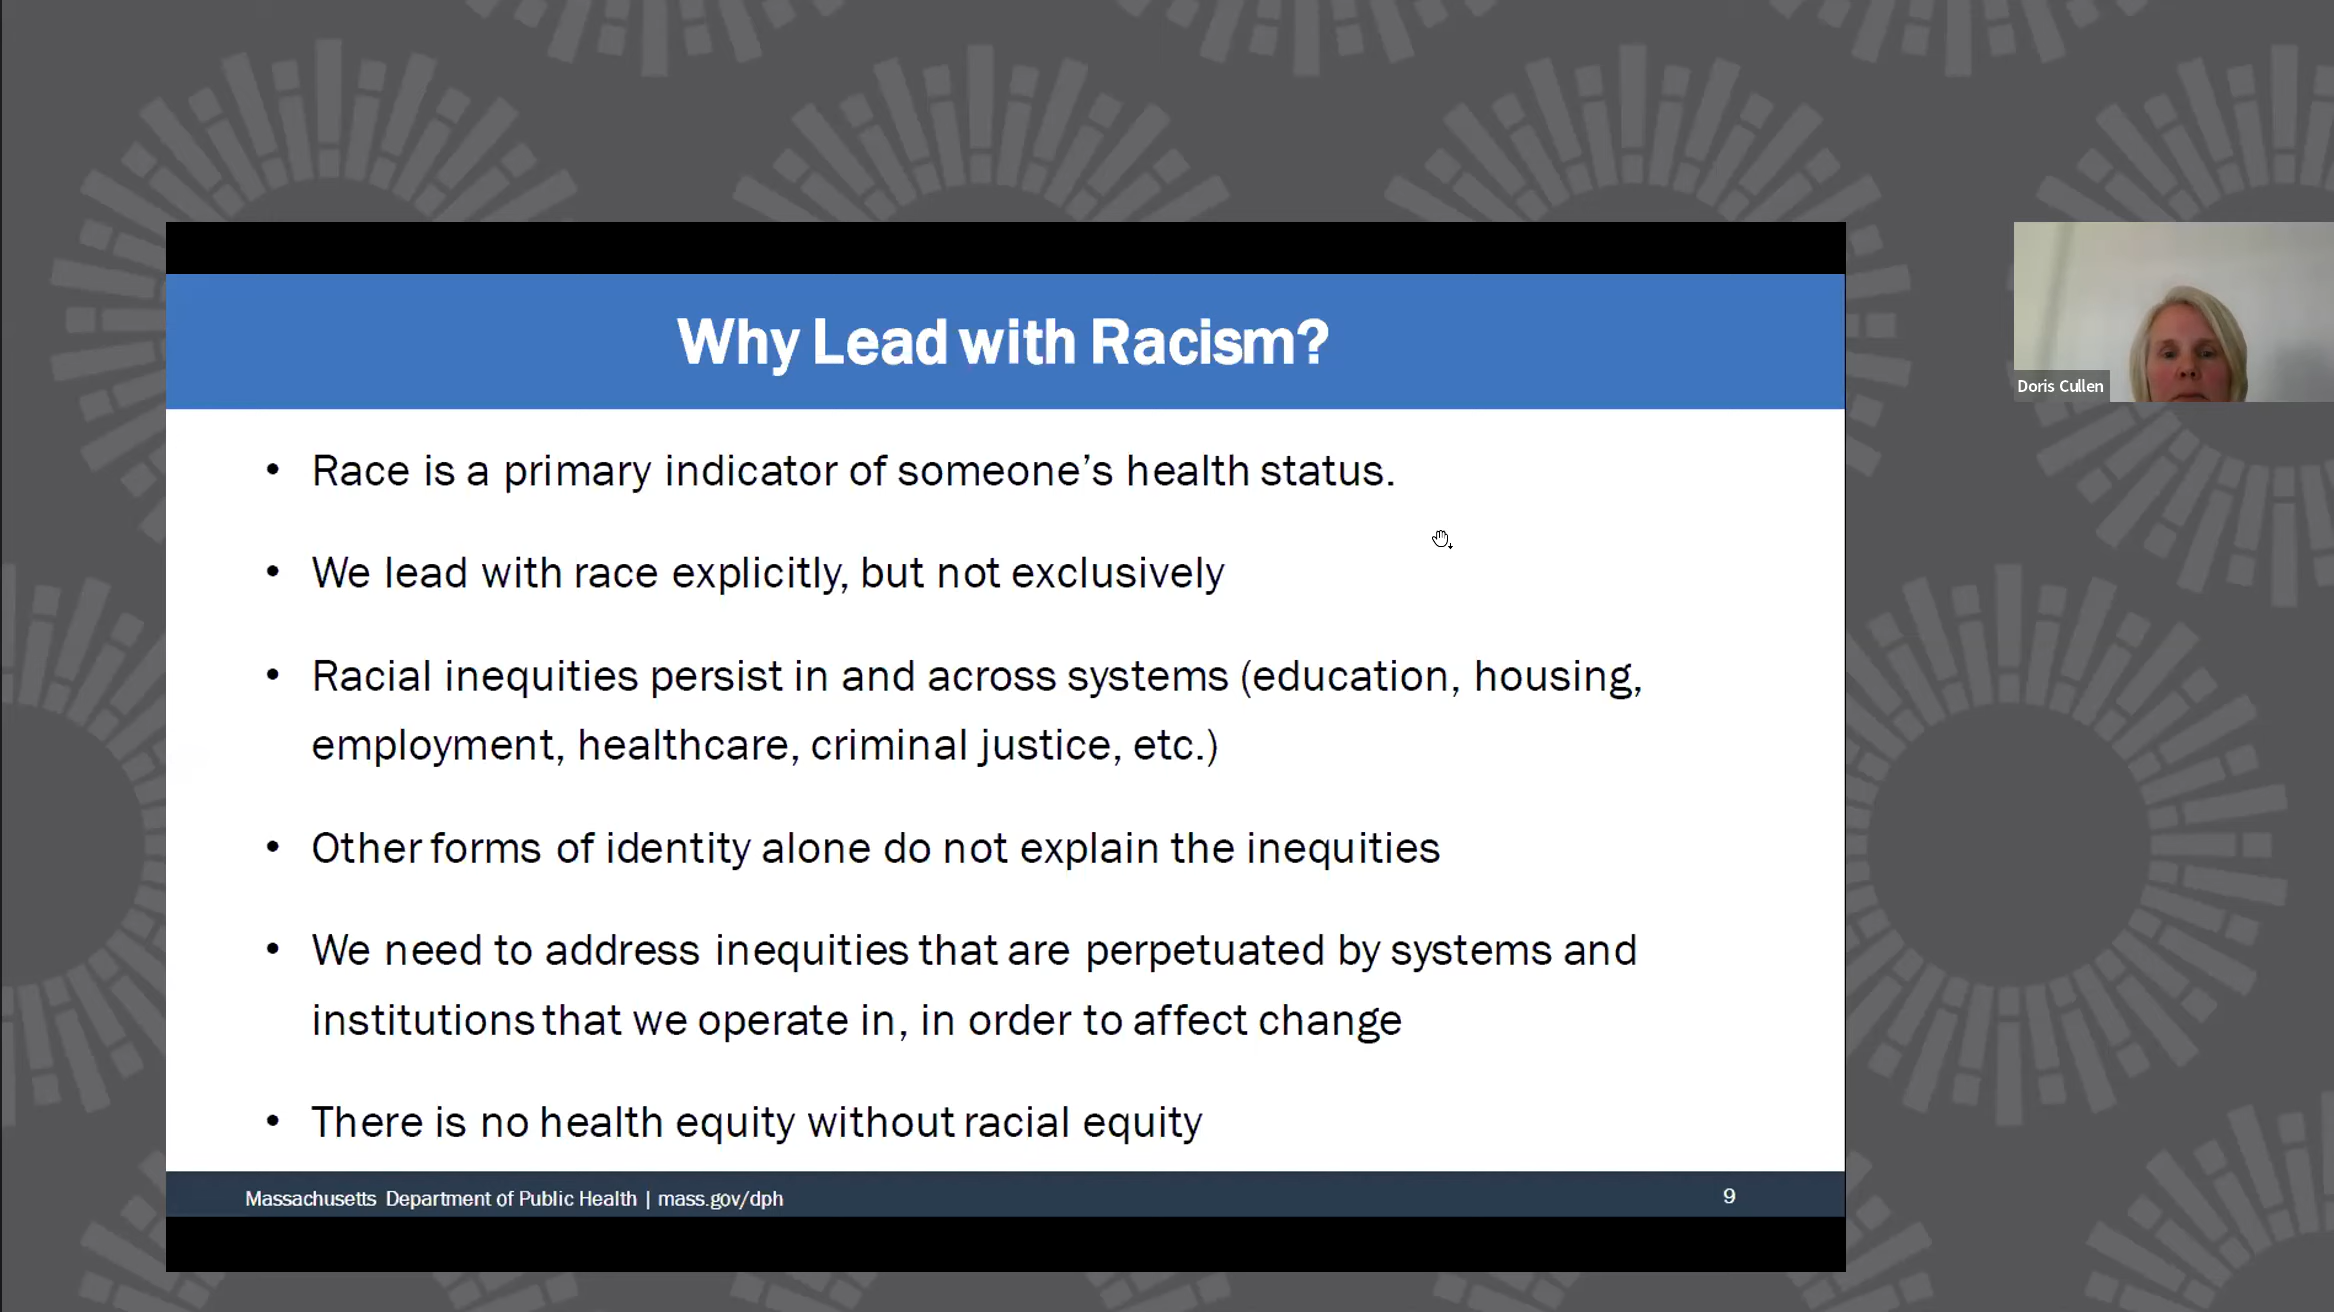 Why Lead with Racism?
• Race is a primary indicator of someone’s health status.
• We lead with race explicitly, but not exclusively
• Racial inequities persist in and across systems (education, housing,
employment, healthcare, criminal justice, etc.)
• Other forms of identity alone do not explain the inequities
• We need to address inequities that are perpetuated by systems and
institutions that we operate in, in order to affect change
• There is no health equity without racial equity
Massachusetts Department of Public Health | mass.gov/dph
9
Doris Cullen